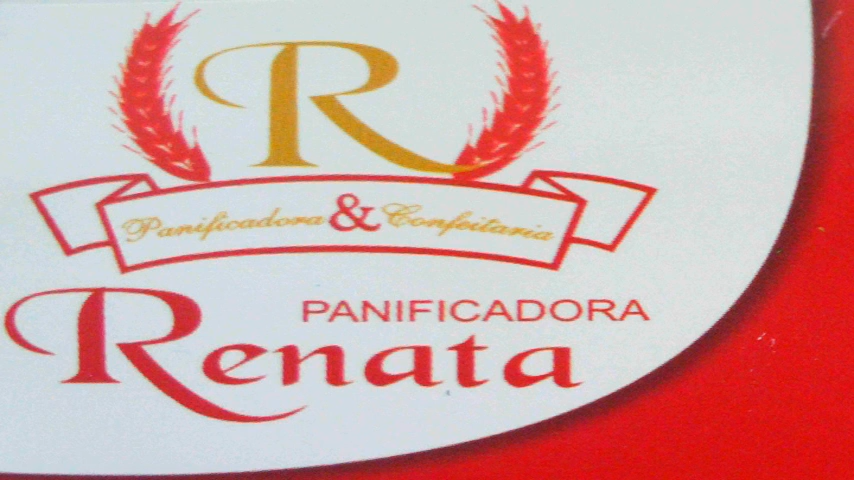 R
Panificadora & Confeitaria
PANIFICADORA
Renata